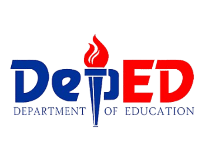 DepED
DEPARTMENT OF EDUCATION